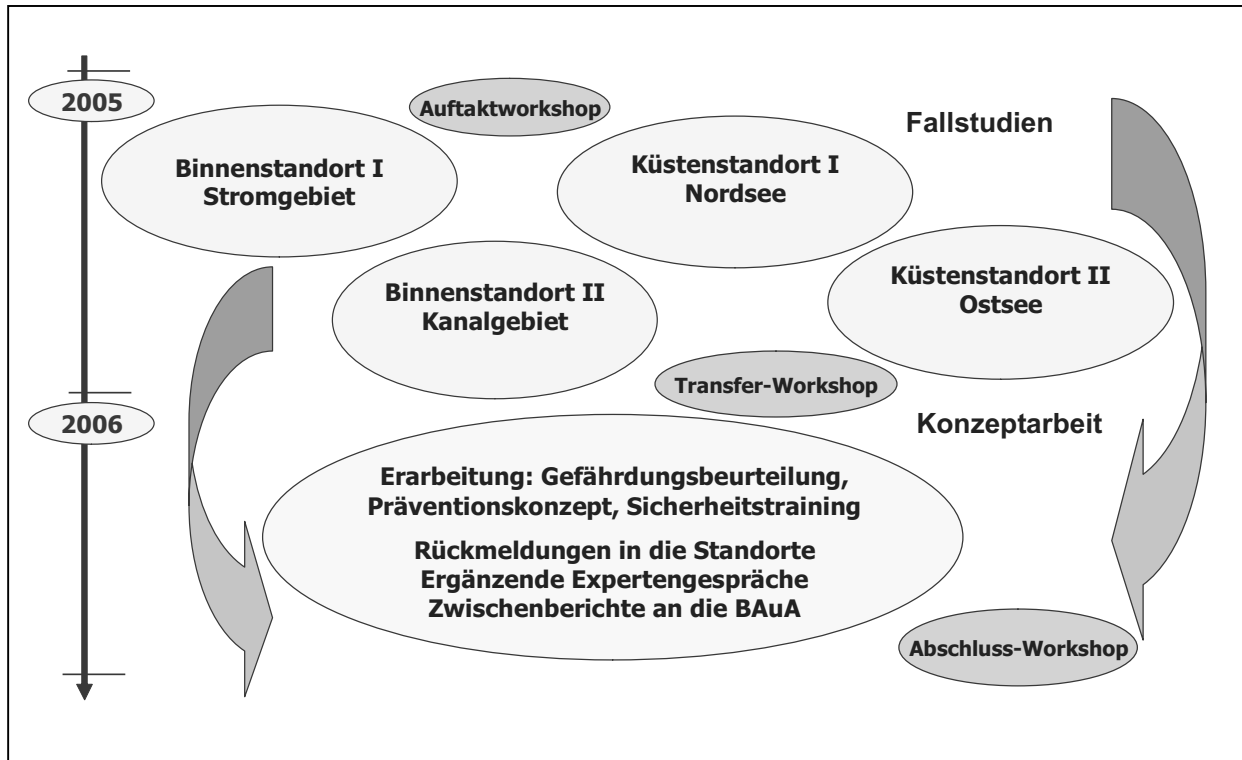 2005
Auftaktworkshop
Fallstudien
Binnenstandort I
Stromgebiet
Küstenstandort I
Nordsee
Binnenstandort II
Kanalgebiet
Küstenstandort II
Ostsee
Transfer-Workshop
2006
Konzeptarbeit
Erarbeitung: Gefährdungsbeurteilung,
Präventionskonzept, Sicherheitstraining
Rückmeldungen in die Standorte
Ergänzende Expertengespräche
Zwischenberichte an die BAuA
Abschluss-Workshop